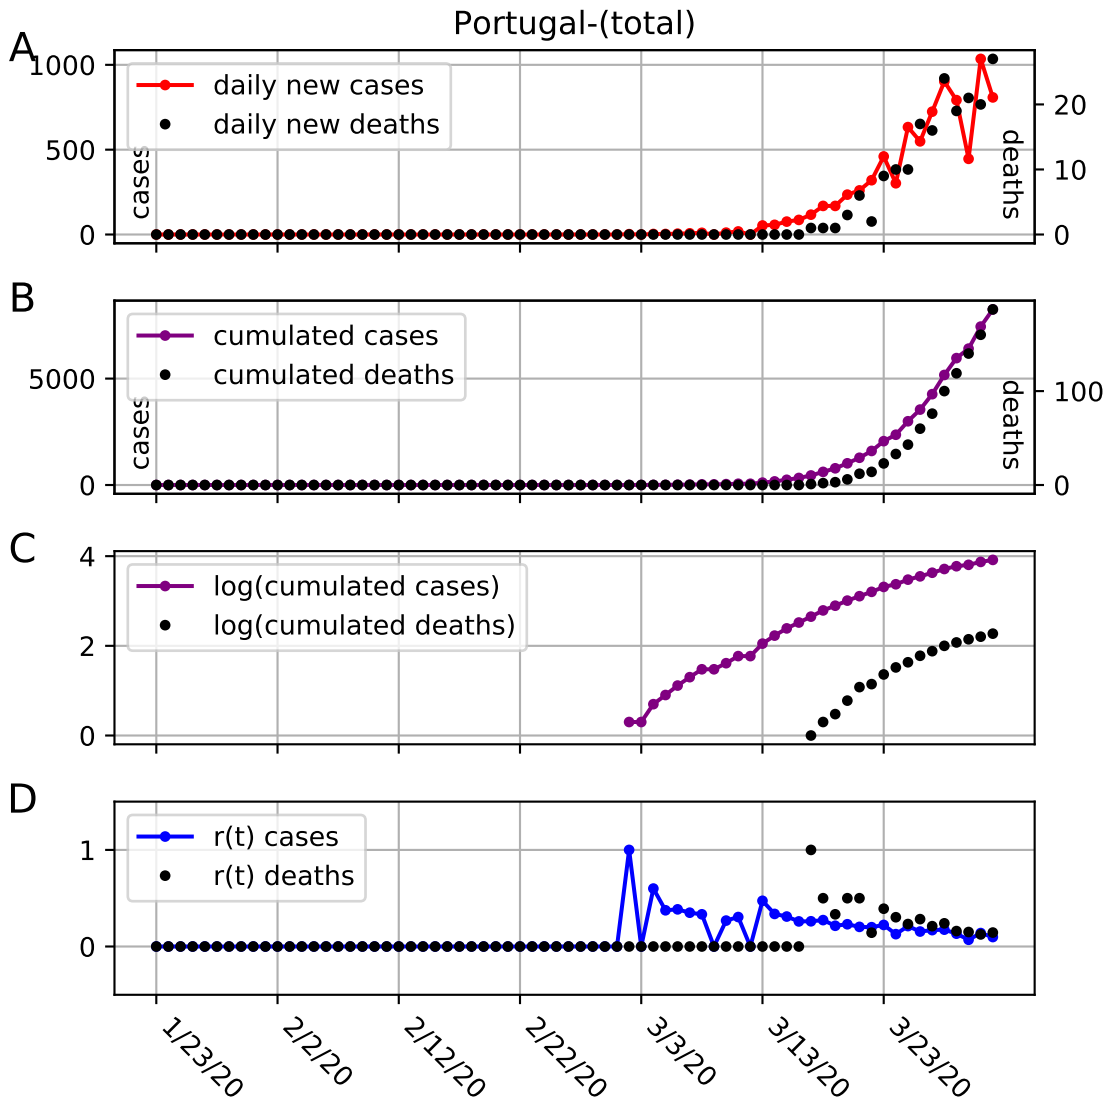 Portugal-(total)
A
1000
500
0
cases
daily new cases
daily new deaths
20
10
0
deaths
B
5000
0
cases
cumulated cases
cumulated deaths
100
0
deaths
C
4
2
0
log(cumulated cases)
log(cumulated deaths)
D
1
0
r(t) cases
r(t) deaths
1/23/20
2/2/20
2/12/20
2/22/20
3/3/20
3/13/20
3/23/20